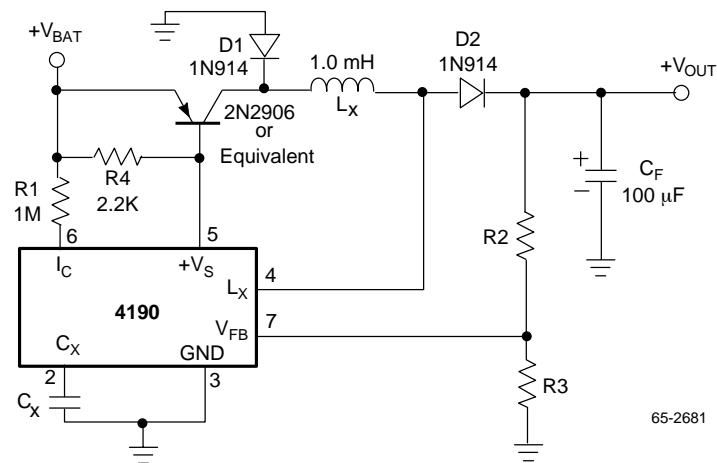 +VBAT
D1
1N914
1.0 mH
LX
D2
1N914
+VOUT
2N2906
or
Equivalent
R4
2.2K
R1
1M
+
–
CF
100 µF
R2
6
5
IC
+VS
LX
4
4190
VFB
7
CX
GND
2
3
CX
R3
65-2681